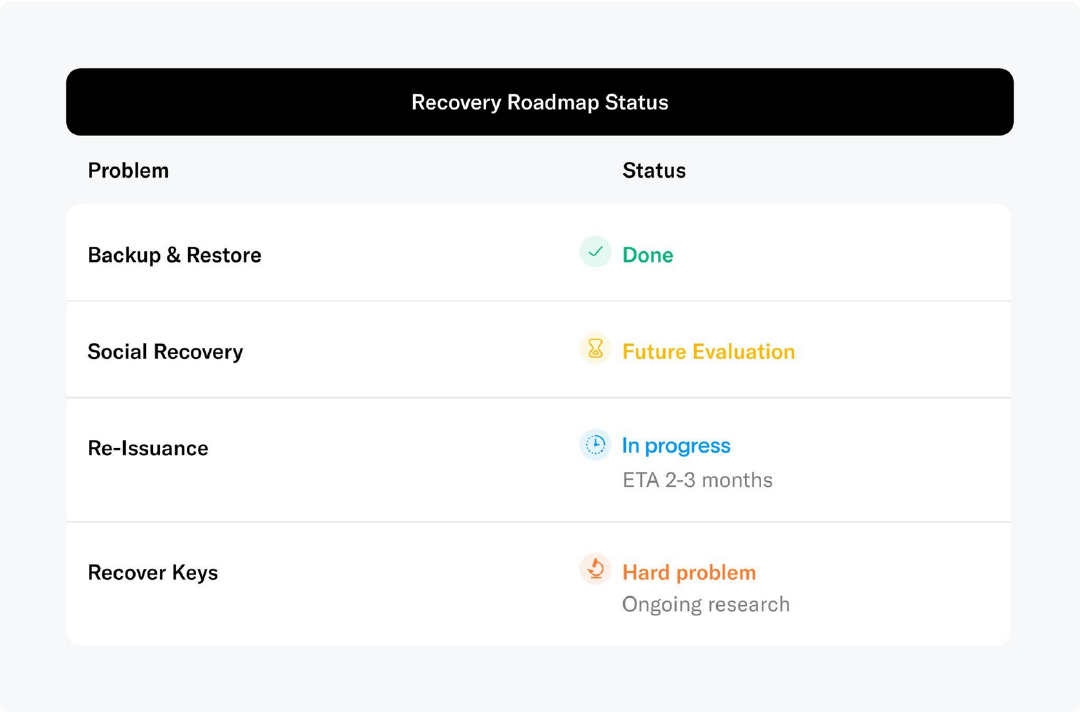 Recovery Roadmap Status
Problem
Status
Backup & Restore
Done
Social Recovery
Future Evaluation
Re-Issuance
In progress
ETA 2-3 months
Recover Keys
Hard problem
Ongoing research